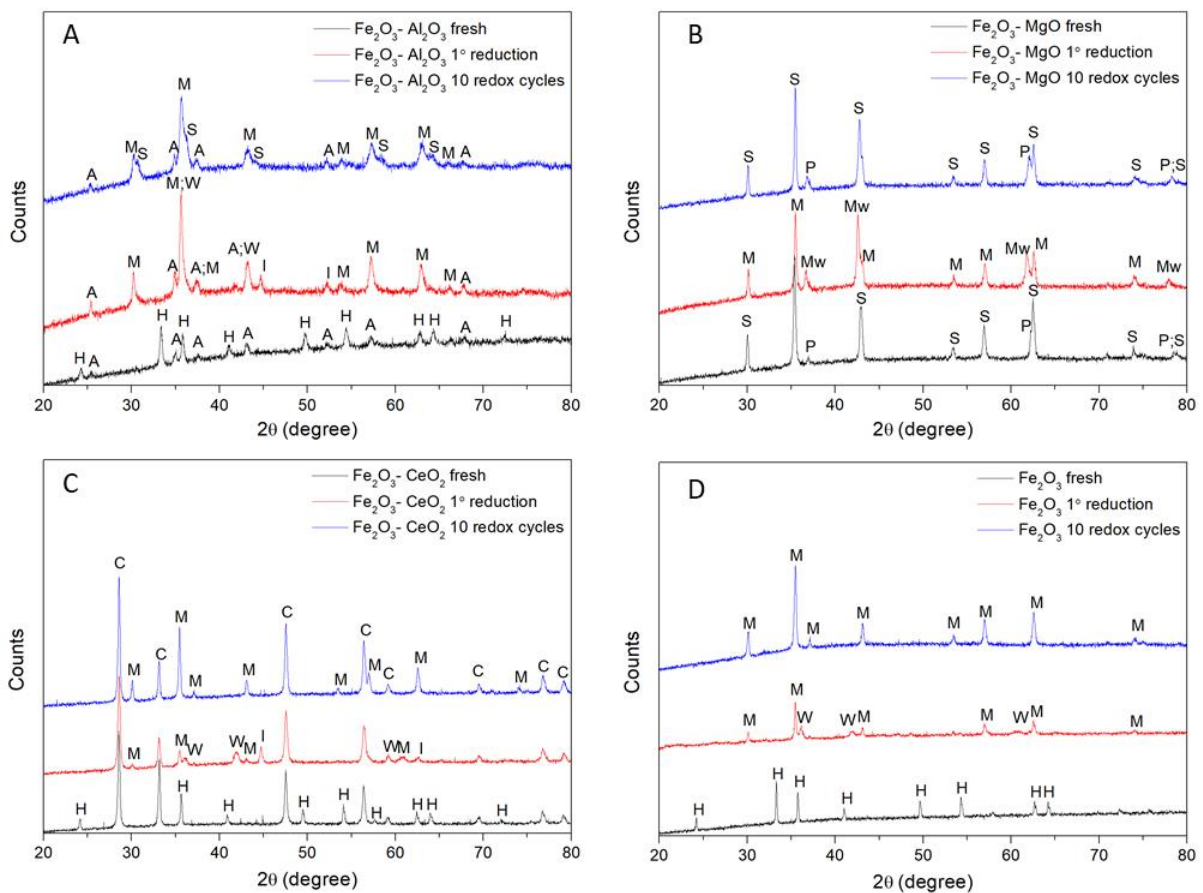 A
Fe2O3- Al2O3 fresh
Fe2O3- Al2O3 1° reduction
Fe2O3- Al2O3 10 redox cycles
M
M S S A A M S A M M S M S M A
A
M;W
M A A;M A;W I I M M M M A
A
H
H A A H A H A H A H A H H A H
20 30 40 50 60 70 80
2θ (degree)
Counts
B
Fe2O3- MgO fresh
Fe2O3- MgO 1° reduction
Fe2O3- MgO 10 redox cycles
S S P S S S P S S P;S
M M Mw Mw M M M Mw M M Mw
S P S S S P S S P;S
20 30 40 50 60 70 80
2θ (degree)
Counts
C
Fe2O3- CeO2 fresh
Fe2O3- CeO2 1° reduction
Fe2O3- CeO2 10 redox cycles
C M C M M M C M C M C M C M C C
M M W W M I W M I
H H H H H H H H H
20 30 40 50 60 70 80
2θ (degree)
Counts
D
Fe2O3 fresh
Fe2O3 1° reduction
Fe2O3 10 redox cycles
M M M M M M M M
M M W W M M W M M
H H H H H H H H
20 30 40 50 60 70 80
2θ (degree)
Counts